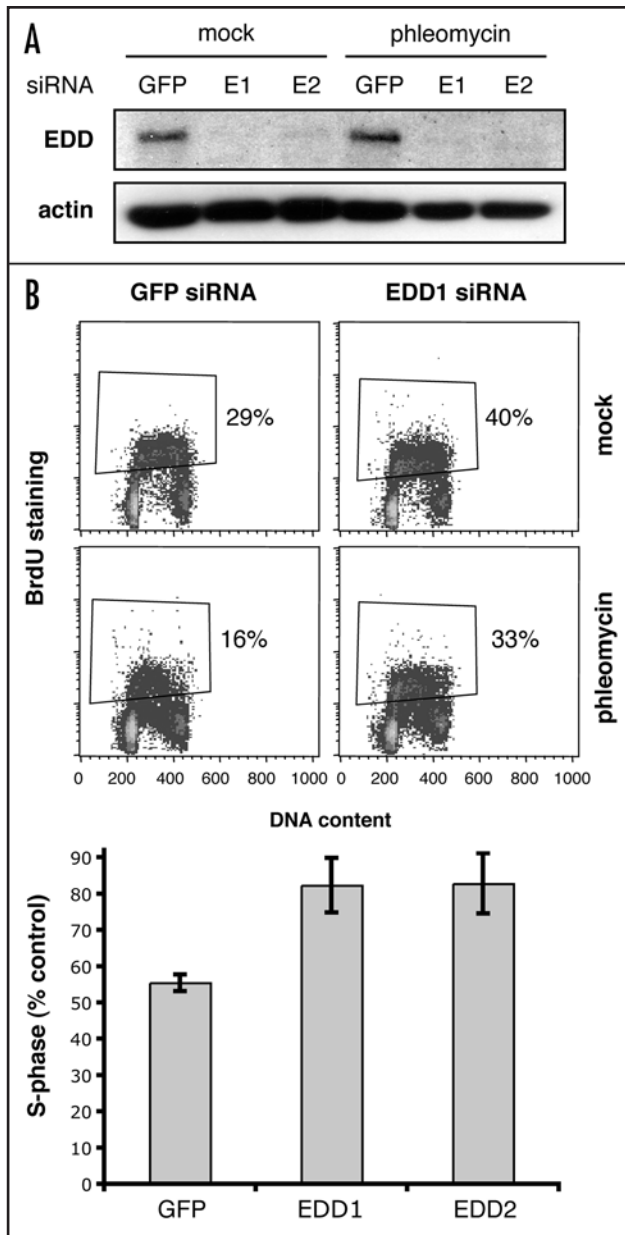 A
mock phleomycin
siRNA GFP E1 E2 GFP E1 E2
EDD
actin
B
GFP siRNA EDD1 siRNA
29% 40%
mock
BrdU staining
16% 33%
phleomycin
0 200 400 600 800 1000 0 200 400 600 800 1000
DNA content
S-phase (% control)
90
80
70
60
50
40
30
20
10
0
GFP EDD1 EDD2